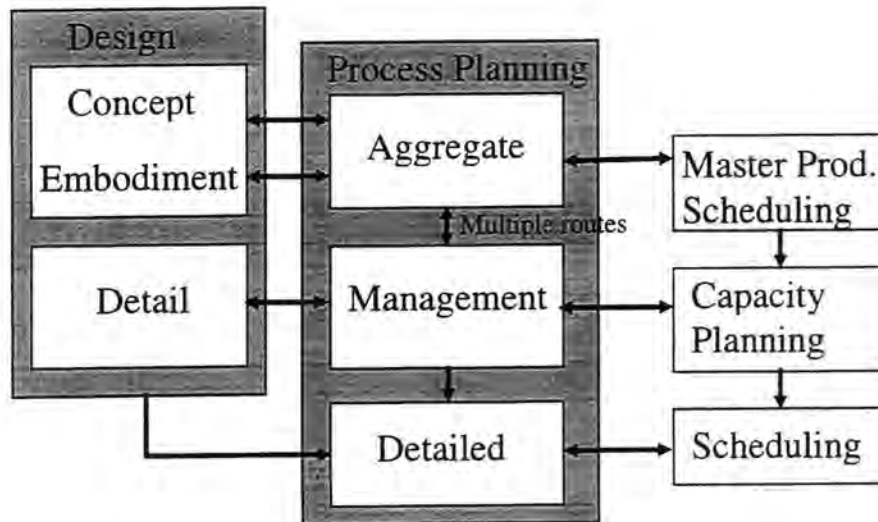 Design
Concept
Embodiment
Detail
Process Planning
Aggregate
Multiple routes
Management
Detailed
Master Prod.
Scheduling
Capacity
Planning
Scheduling